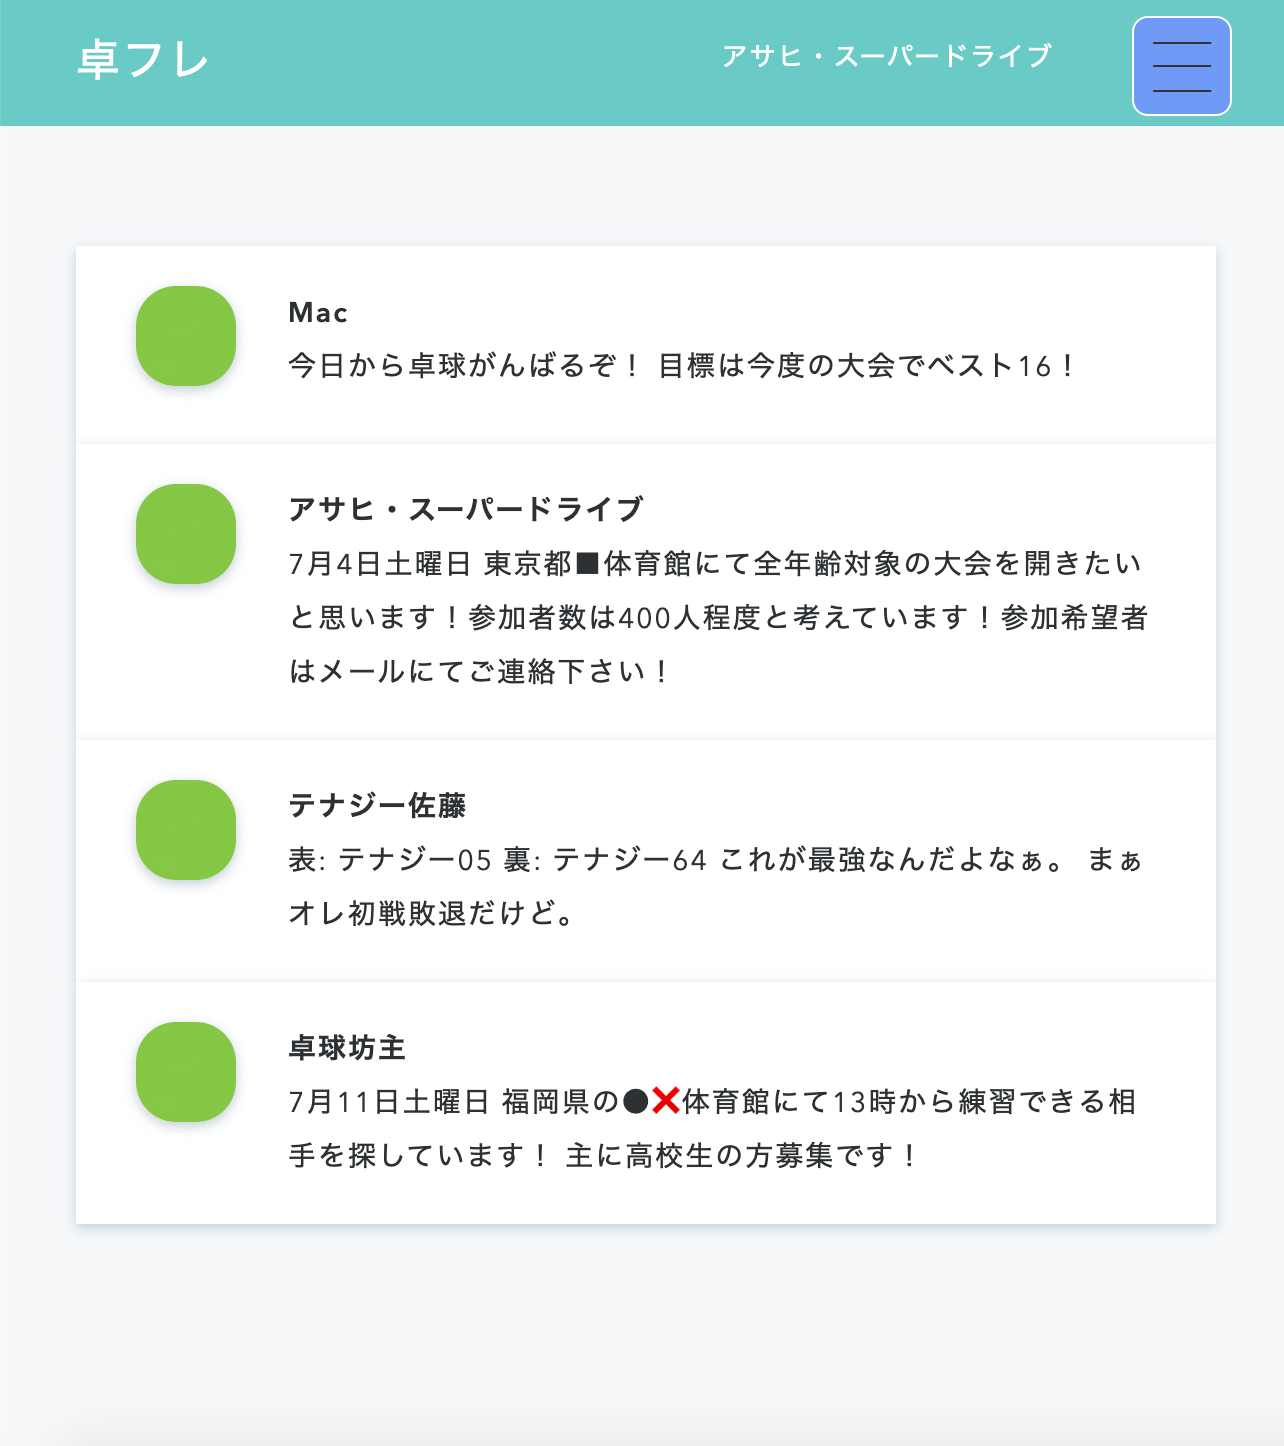 卓フレ
アサヒ・スーパードライブ
Mac
今日から卓球がんばるぞ！ 目標は今度の大会でベスト16！
アサヒ・スーパードライブ
7月4日土曜日 東京都■体育館にて全年齢対象の大会を開きたい
と思います！参加者数は400人程度と考えています！参加希望者
はメールにてご連絡下さい！
テナジー佐藤
表: テナジー05 裏: テナジー64 これが最強なんだよなぁ。 まぁ
オレ初戦敗退だけど。
卓球坊主
7月11日土曜日 福岡県の●❌体育館にて13時から練習できる相
手を探しています！ 主に高校生の方募集です！